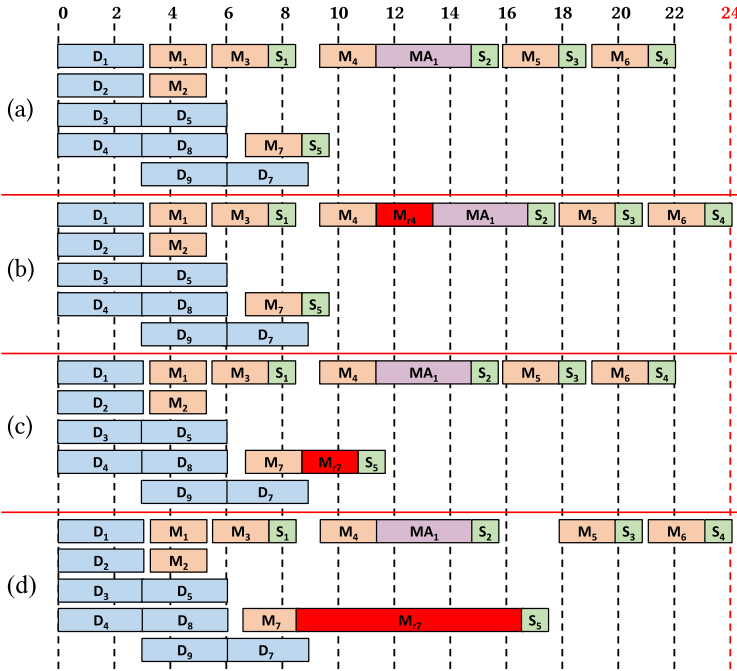 0 2 4 6 8 10 12 14 16 18 20 22 24
D₁ M₁ M₃ S₁ M₄ MA₁ S₂ M₅ S₃ M₆ S₄
D₂ M₂
(a)
D₃ D₅
D₄ D₈ M₇ S₅
D₉ D₇
D₁ M₁ M₃ S₁ M₄ Mᵣ₄ MA₁ S₂ M₅ S₃ M₆ S₄
D₂ M₂
(b)
D₃ D₅
D₄ D₈ M₇ S₅
D₉ D₇
D₁ M₁ M₃ S₁ M₄ MA₁ S₂ M₅ S₃ M₆ S₄
D₂ M₂
(c)
D₃ D₅
D₄ D₈ M₇ Mᵣ₇ S₅
D₉ D₇
D₁ M₁ M₃ S₁ M₄ MA₁ S₂ M₅ S₃ M₆ S₄
D₂ M₂
(d)
D₃ D₅
D₄ D₈ M₇ Mᵣ₇ S₅
D₉ D₇